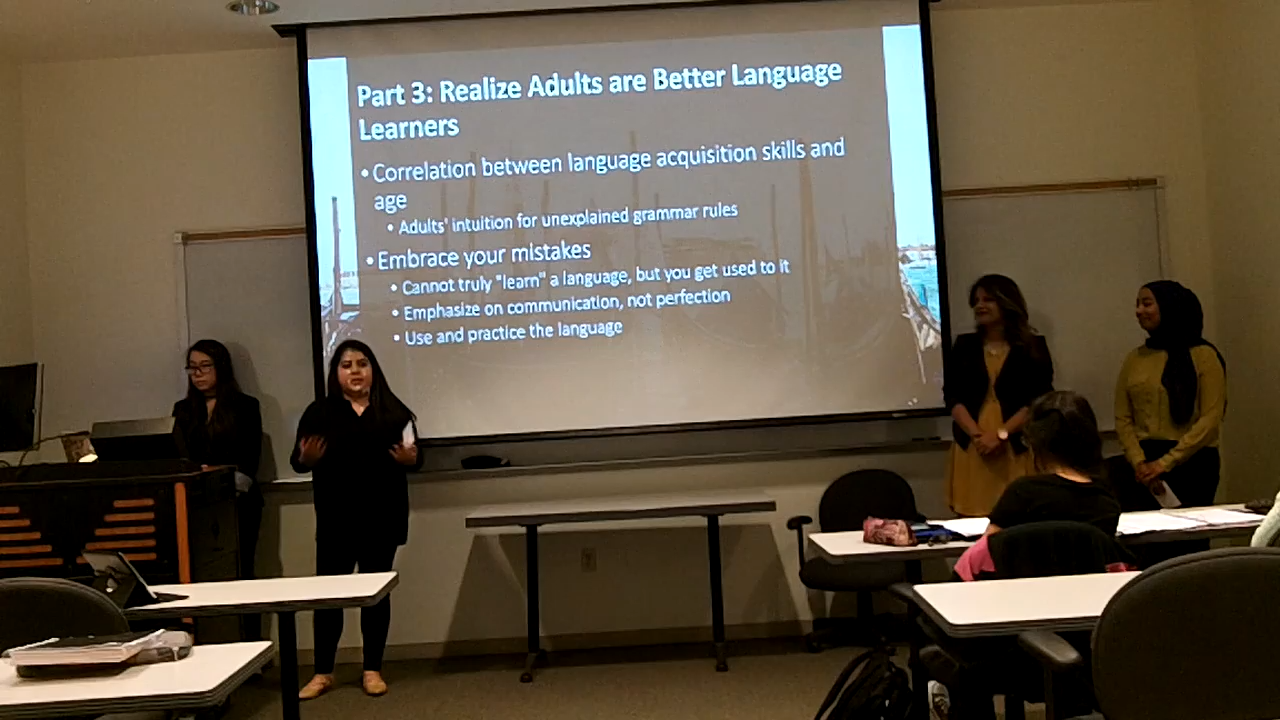 Part 3: Realize Adults are Better Language
Learners
• Correlation between language acquisition skills and
age
• Adults' intuition for unexplained grammar rules
• Embrace your mistakes
• Cannot truly "learn" a language, but you get used to it
• Emphasize on communication, not perfection
• Use and practice the language